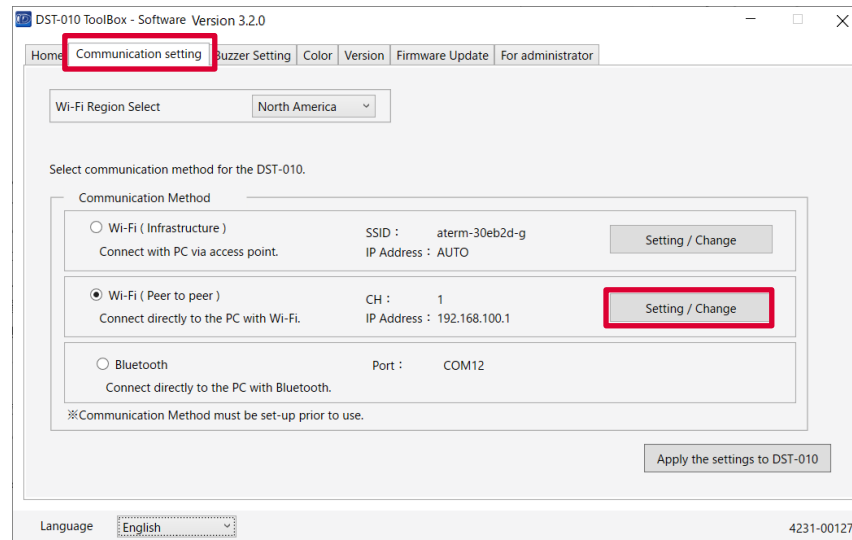 DST-010 ToolBox - Software Version 3.2.0
Home Communication setting Buzzer Setting Color Version Firmware Update For administrator
Wi-Fi Region Select North America
Select communication method for the DST-010.
Communication Method
Wi-Fi ( Infrastructure )
Connect with PC via access point.
SSID : aterm-30eb2d-g
IP Address : AUTO
Setting / Change
Wi-Fi ( Peer to peer )
Connect directly to the PC with Wi-Fi.
CH : 1
IP Address : 192.168.100.1
Setting / Change
Bluetooth
Connect directly to the PC with Bluetooth.
Port : COM12
※Communication Method must be set-up prior to use.
Apply the settings to DST-010
Language English
4231-00127